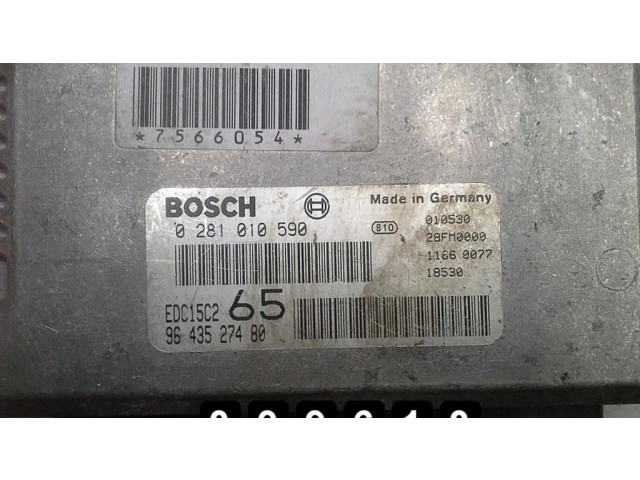 *7566054*
BOSCH Made in Germany
0 281 010 590 810 010530
28FM0000
1166 0077
18530
EDC15C2 65
96 435 274 80